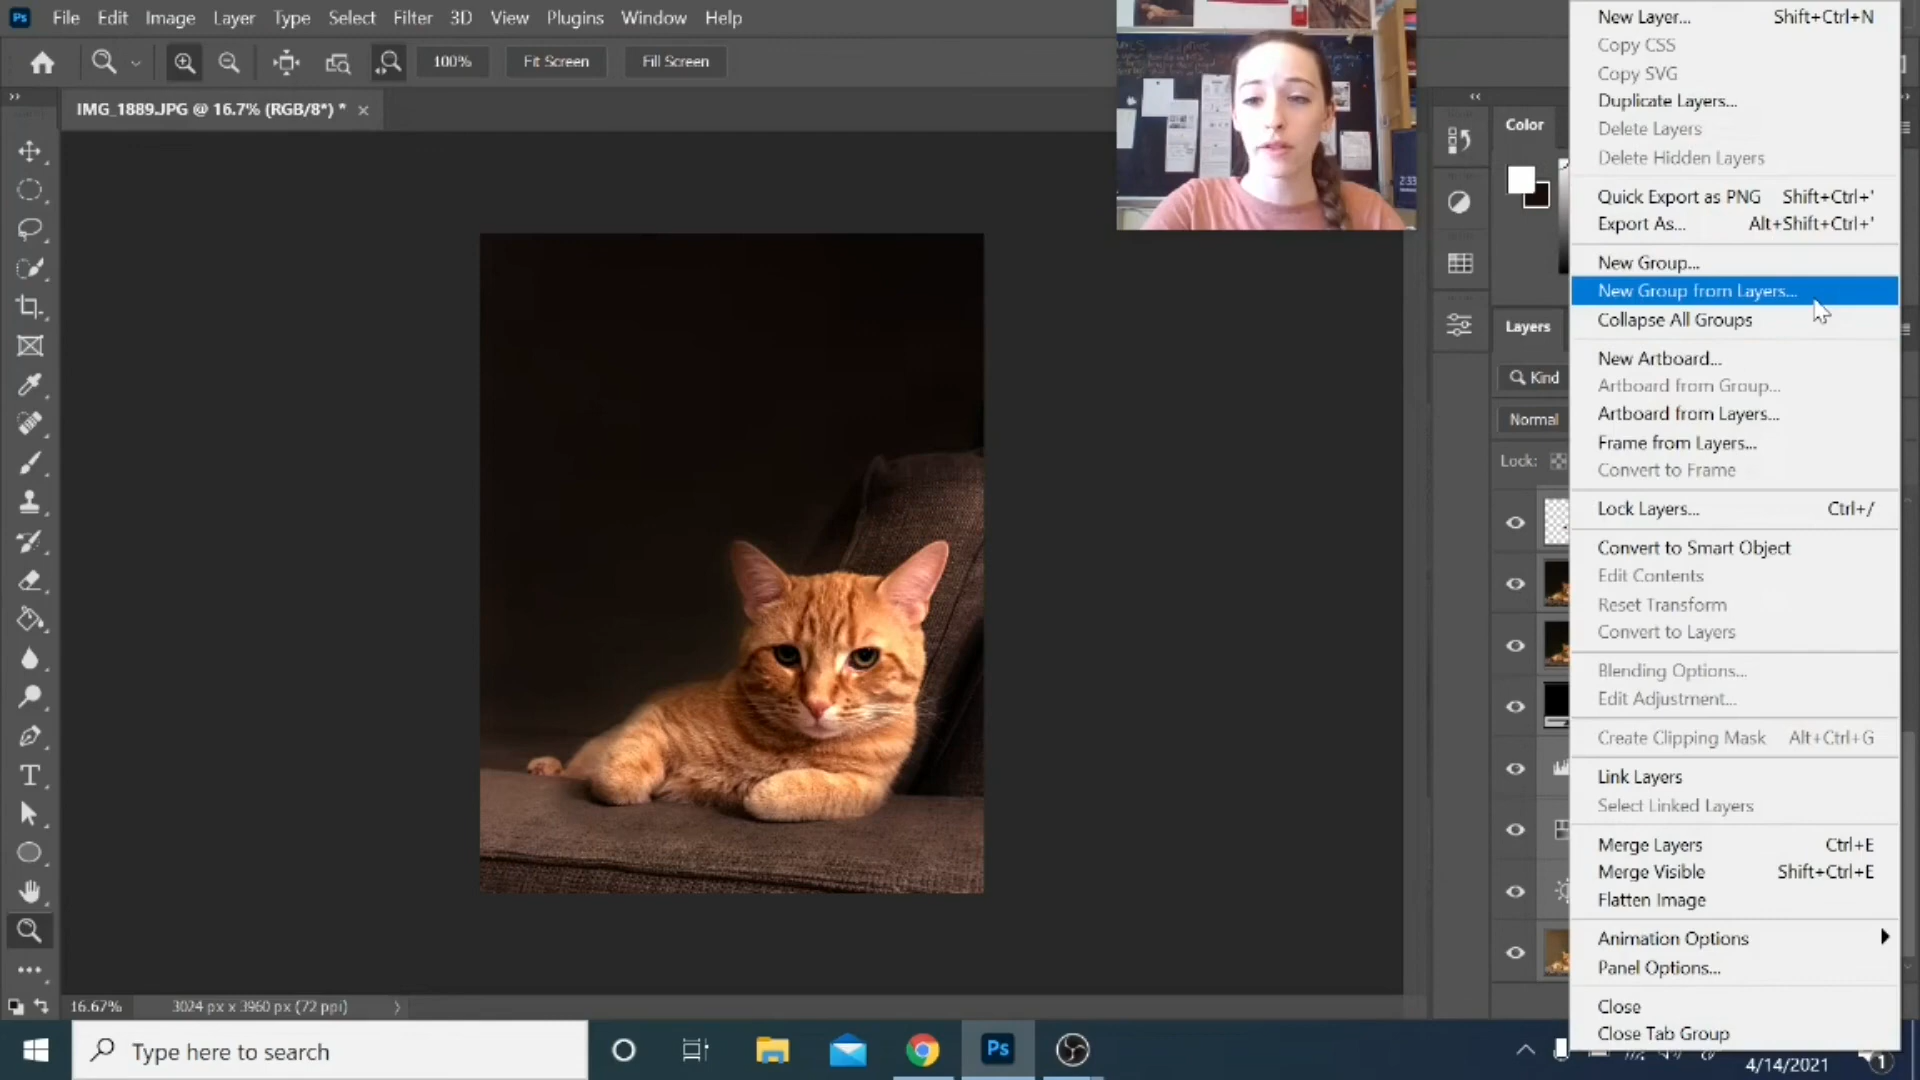 Ps File Edit Image Layer Type Select Filter 3D View Plugins Window Help
100% Fit Screen Fill Screen
IMG_1889.JPG @ 16.7% (RGB/8*) * ×
2:33
Color
Layers
Kind
Normal
Lock:
New Layer... Shift+Ctrl+N
Copy CSS
Copy SVG
Duplicate Layers...
Delete Layers
Delete Hidden Layers
Quick Export as PNG Shift+Ctrl+'
Export As... Alt+Shift+Ctrl+'
New Group...
New Group from Layers...
Collapse All Groups
New Artboard...
Artboard from Group...
Artboard from Layers...
Frame from Layers...
Convert to Frame
Lock Layers... Ctrl+/
Convert to Smart Object
Edit Contents
Reset Transform
Convert to Layers
Blending Options...
Edit Adjustment...
Create Clipping Mask Alt+Ctrl+G
Link Layers
Select Linked Layers
Merge Layers Ctrl+E
Merge Visible Shift+Ctrl+E
Flatten Image
Animation Options
Panel Options...
Close
Close Tab Group
16.67% 3024 px x 3960 px (72 ppi)
Type here to search
Ps
4/14/2021
1